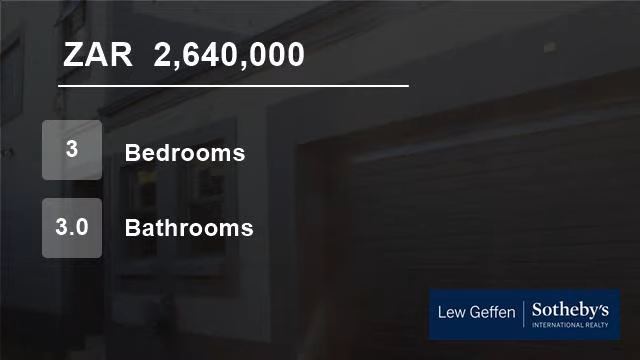 ZAR 2,640,000
3 Bedrooms
3.0 Bathrooms
Lew Geffen Sotheby's
INTERNATIONAL REALTY